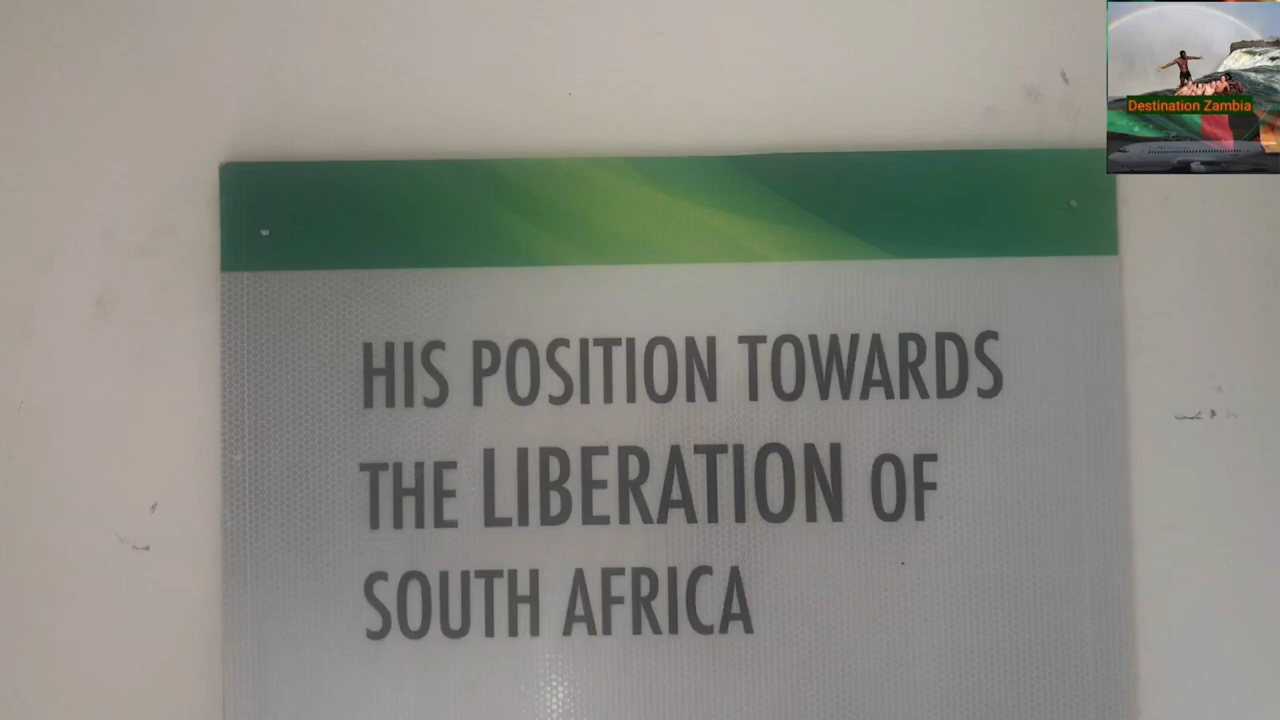 Destination Zambia
HIS POSITION TOWARDS
THE LIBERATION OF
SOUTH AFRICA